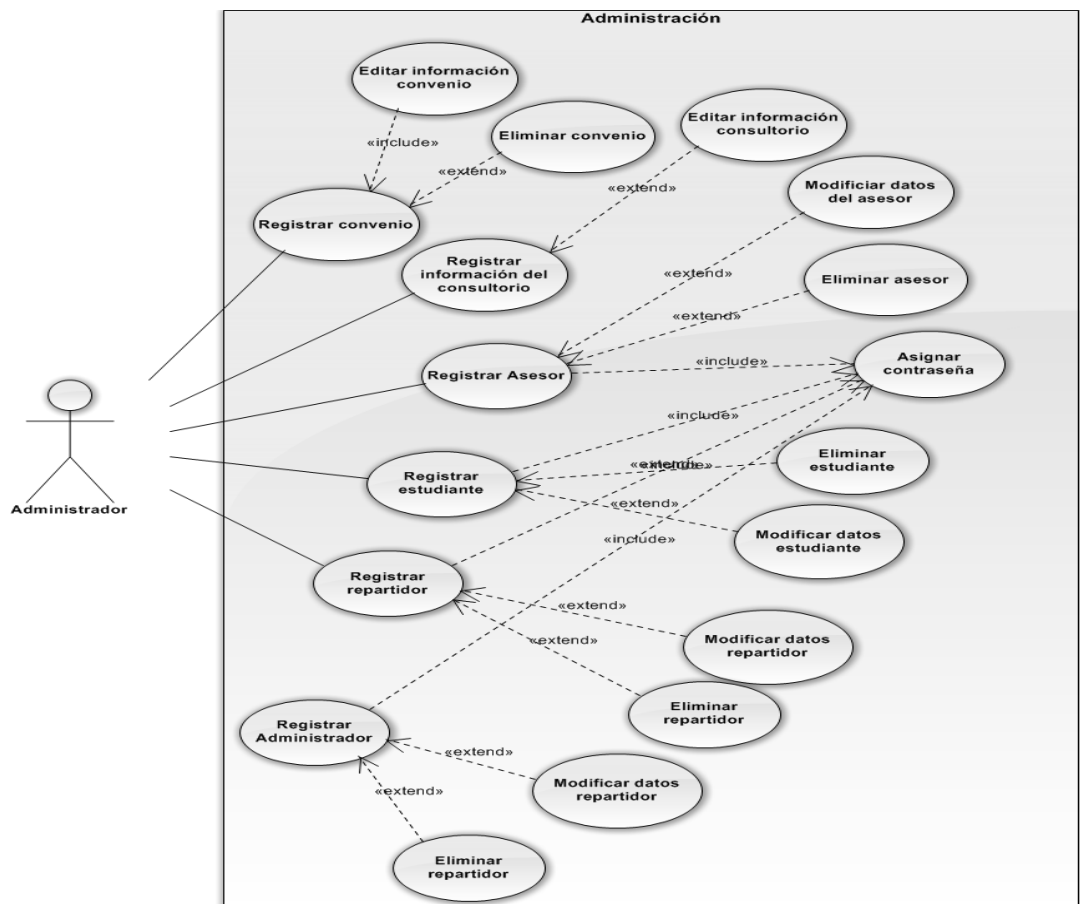 Administración
Editar información
convenio
«include»
Eliminar convenio
«extend»
Editar información
consultorio
«extend»
Registrar convenio
Modificiar datos
del asesor
Registrar
información del
consultorio
«extend»
Eliminar asesor
«extend»
Registrar Asesor
«include»
Asignar
contraseña
«include»
Eliminar
estudiante
«extend»
«include»
Registrar
estudiante
«extend»
Administrador
Modificar datos
estudiante
«include»
Registrar
repartidor
«extend»
Modificar datos
repartidor
«extend»
Eliminar
repartidor
Registrar
Administrador
«extend»
Modificar datos
repartidor
«extend»
Eliminar
repartidor